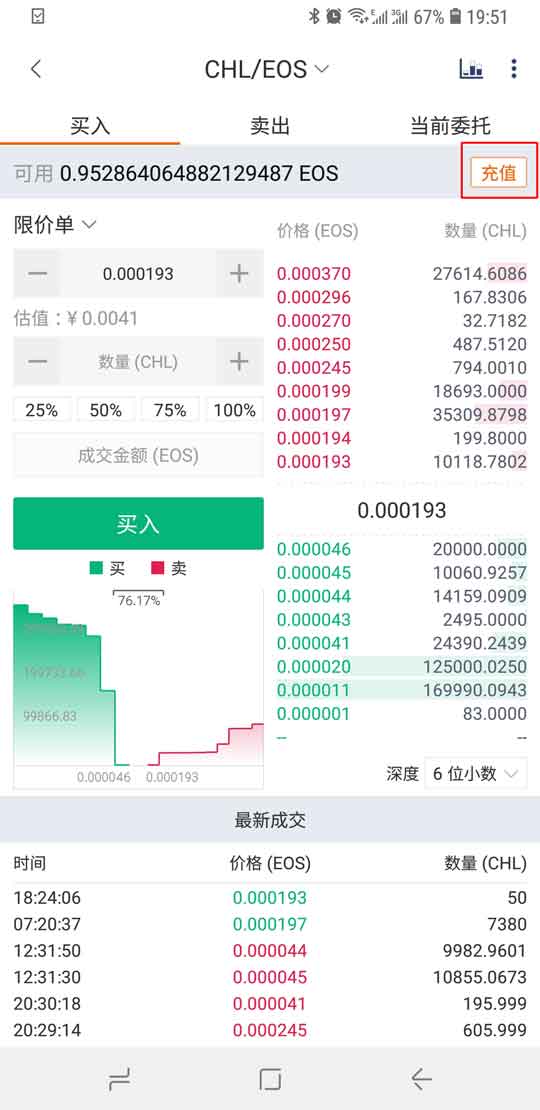 3G 67% 19:51
CHL/EOS
买入 卖出 当前委托
可用 0.952864064882129487 EOS 充值
限价单
0.000193
估值：¥ 0.0041
数量 (CHL)
25% 50% 75% 100%
成交金额 (EOS)
买入
买 卖
76.17%
199733.66
99866.83
0.000046 0.000193
价格 (EOS) 数量 (CHL)
0.000370 27614.6086
0.000296 167.8306
0.000270 32.7182
0.000250 487.5120
0.000245 794.0010
0.000199 18693.0000
0.000197 35309.8798
0.000194 199.8000
0.000193 10118.7802
0.000193
0.000046 20000.0000
0.000045 10060.9257
0.000044 14159.0909
0.000043 2495.0000
0.000041 24390.2439
0.000020 125000.0250
0.000011 169990.0943
0.000001 83.0000
-- --
深度 6 位小数
最新成交
时间 价格 (EOS) 数量 (CHL)
18:24:06 0.000193 50
07:20:37 0.000197 7380
12:31:50 0.000044 9982.9601
12:31:30 0.000045 10855.0673
20:30:18 0.000041 195.999
20:29:14 0.000245 605.999